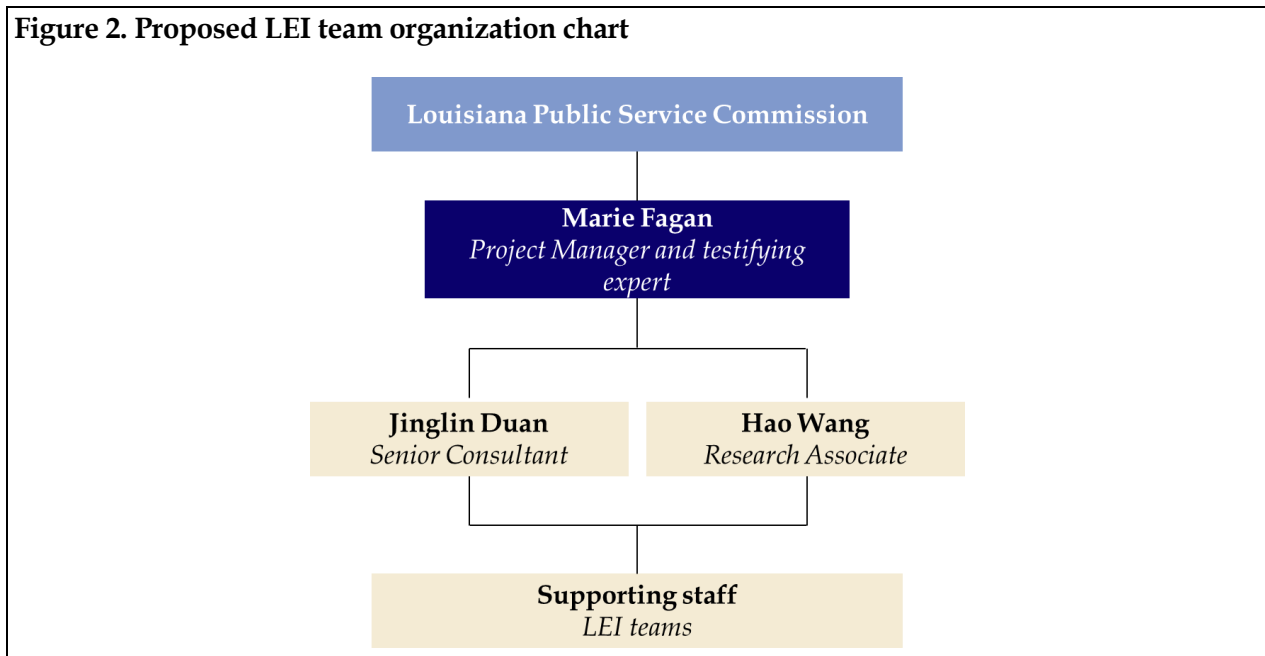 Figure 2. Proposed LEI team organization chart
Louisiana Public Service Commission
Marie Fagan
Project Manager and testifying
expert
Jinglin Duan
Senior Consultant
Hao Wang
Research Associate
Supporting staff
LEI teams